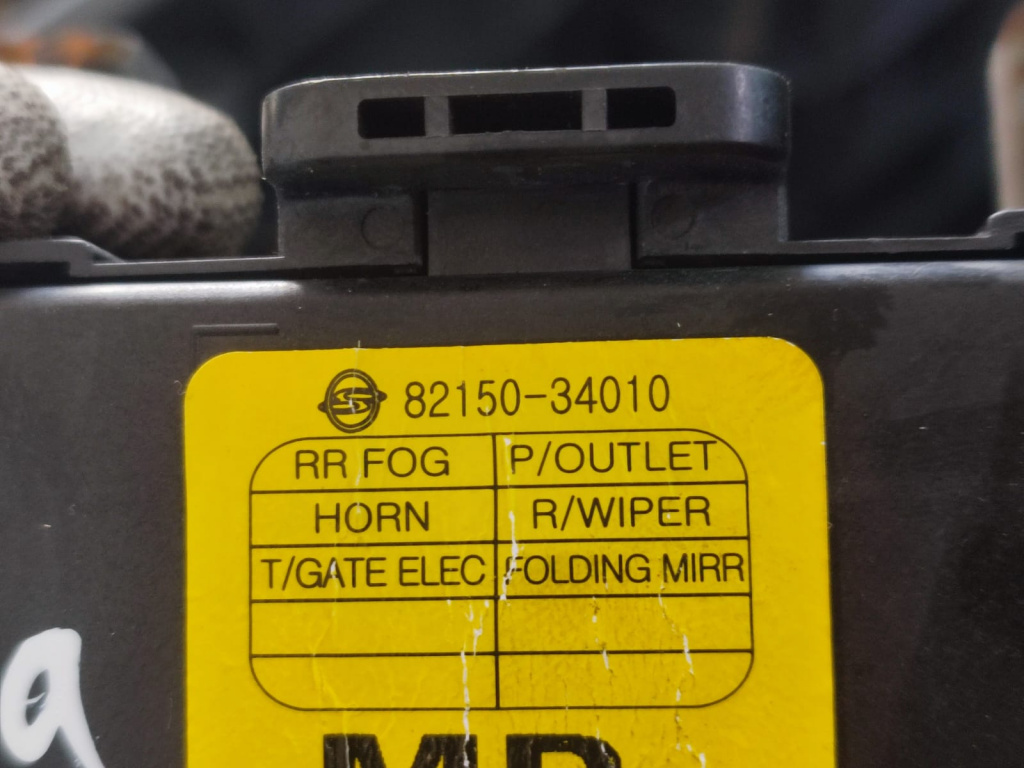 82150-34010
RR FOG P/OUTLET
HORN R/WIPER
T/GATE ELEC FOLDING MIRR
a